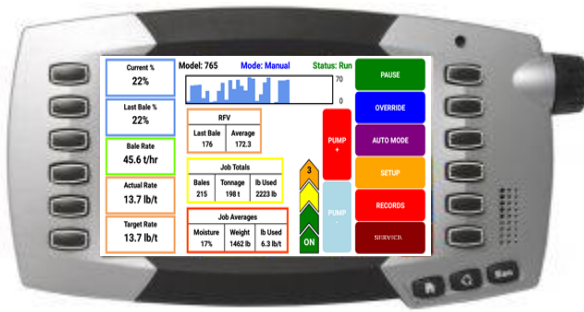 Current %
22%
Last Bale %
22%
Bale Rate
45.6 t/hr
Actual Rate
13.7 lb/t
Target Rate
13.7 lb/t
Model: 765 Mode: Manual Status: Run
70
0
RFV
Last Bale Average
176 172.3
Job Totals
Bales Tonnage lb Used
215 198 t 2223 lb
Job Averages
Moisture Weight lb Used
17% 1462 lb 6.3 lb/t
3
ON
PUMP
+
PUMP
-
PAUSE
OVERRIDE
AUTO MODE
SETUP
RECORDS
SERVICE